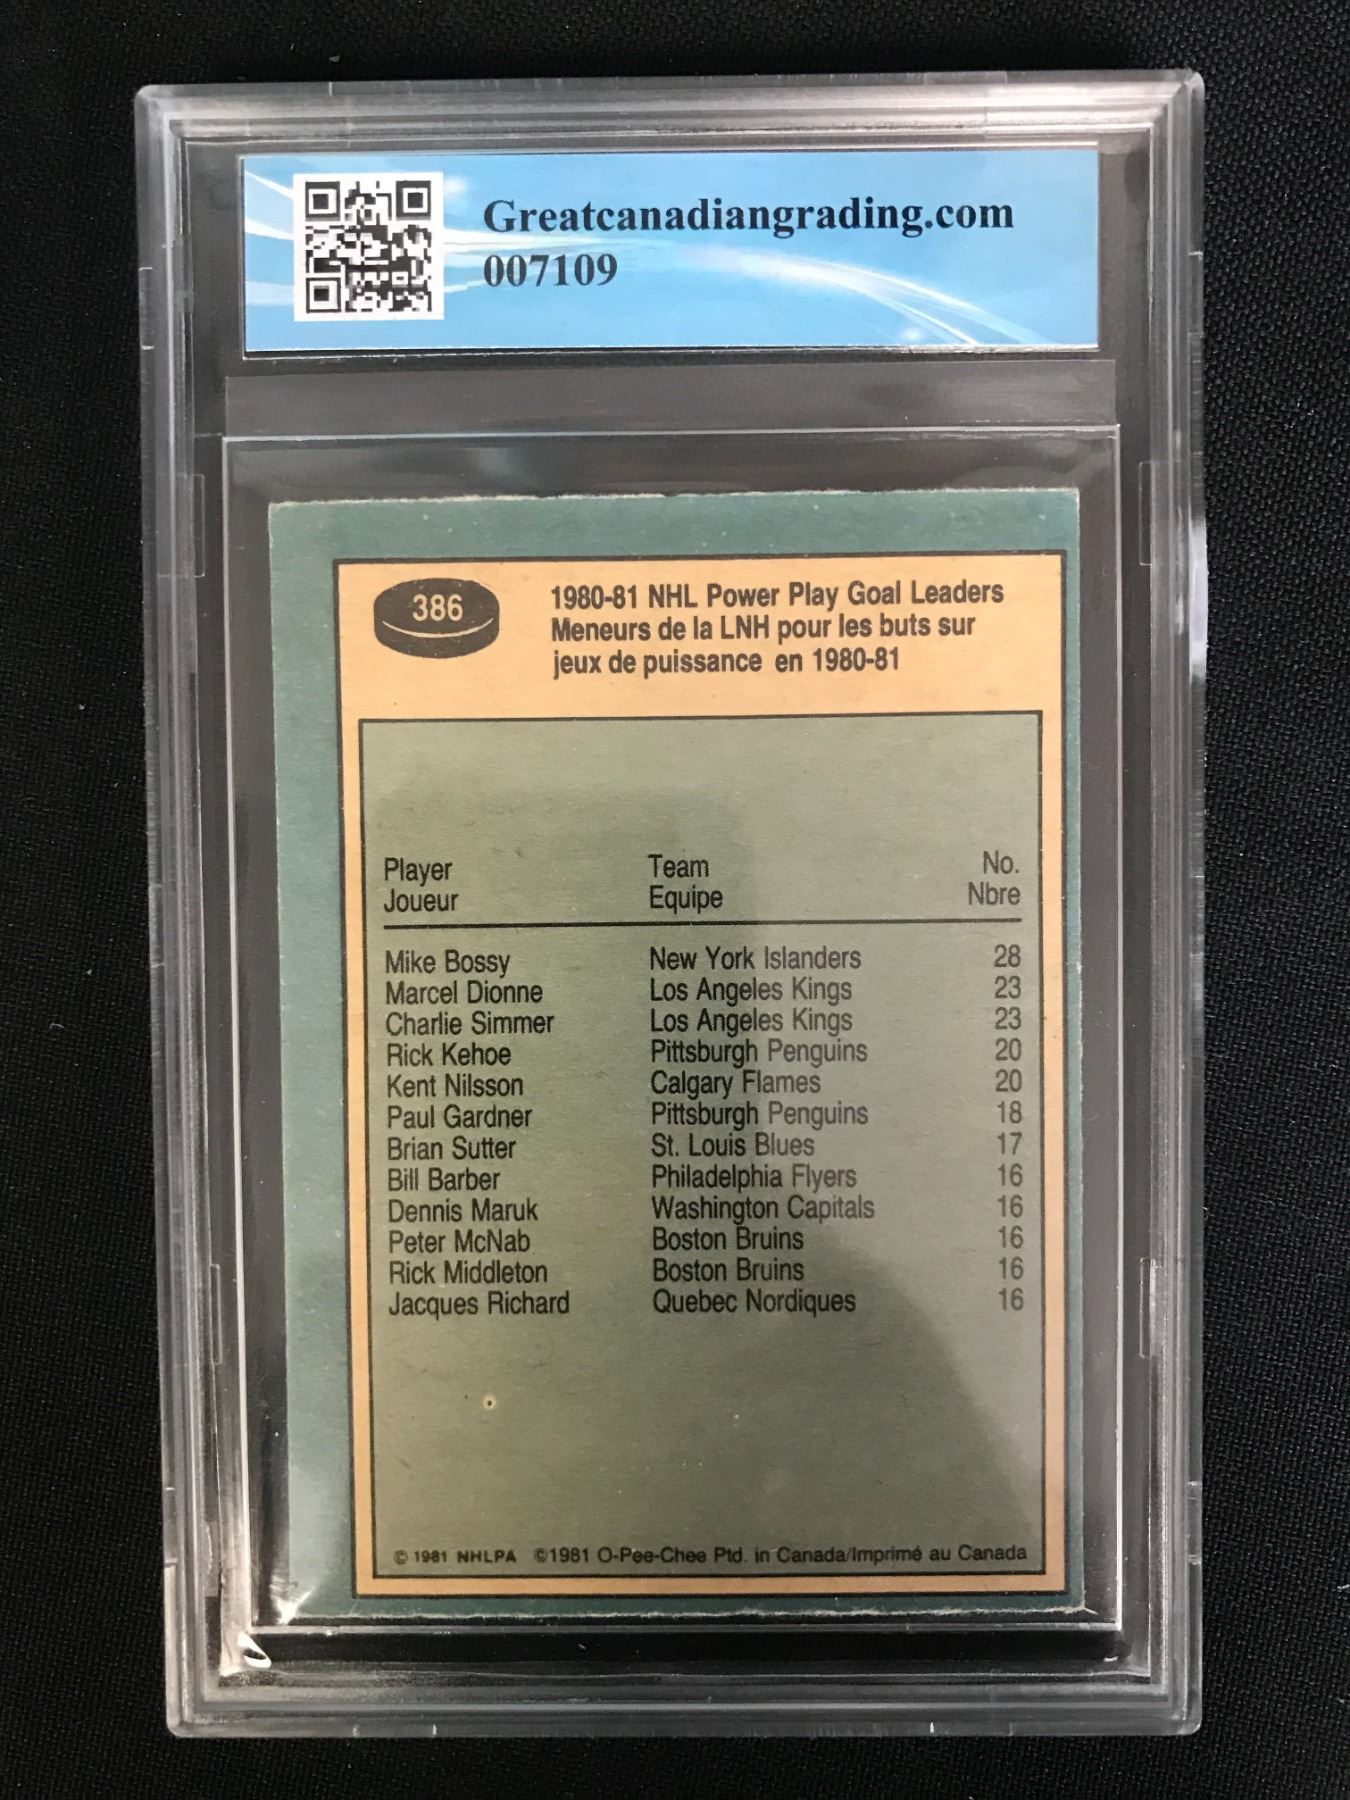 Greatcanadiangrading.com
007109
386
1980-81 NHL Power Play Goal Leaders
Meneurs de la LNH pour les buts sur
jeux de puissance en 1980-81
Player Team No.
Joueur Equipe Nbre
Mike Bossy New York Islanders 28
Marcel Dionne Los Angeles Kings 23
Charlie Simmer Los Angeles Kings 23
Rick Kehoe Pittsburgh Penguins 20
Kent Nilsson Calgary Flames 20
Paul Gardner Pittsburgh Penguins 18
Brian Sutter St. Louis Blues 17
Bill Barber Philadelphia Flyers 16
Dennis Maruk Washington Capitals 16
Peter McNab Boston Bruins 16
Rick Middleton Boston Bruins 16
Jacques Richard Quebec Nordiques 16
© 1981 NHLPA ©1981 O-Pee-Chee Ptd. in Canada/Imprimé au Canada